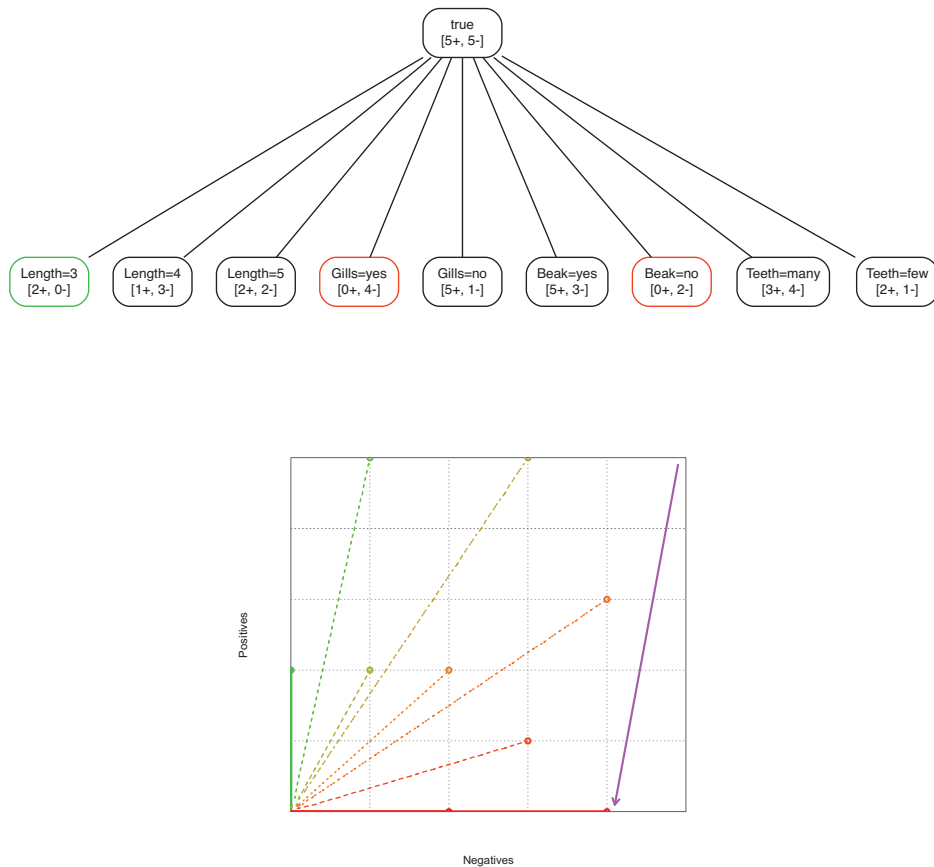 true
[5+, 5-]
Length=3
[2+, 0-]
Length=4
[1+, 3-]
Length=5
[2+, 2-]
Gills=yes
[0+, 4-]
Gills=no
[5+, 1-]
Beak=yes
[5+, 3-]
Beak=no
[0+, 2-]
Teeth=many
[3+, 4-]
Teeth=few
[2+, 1-]
Positives
Negatives